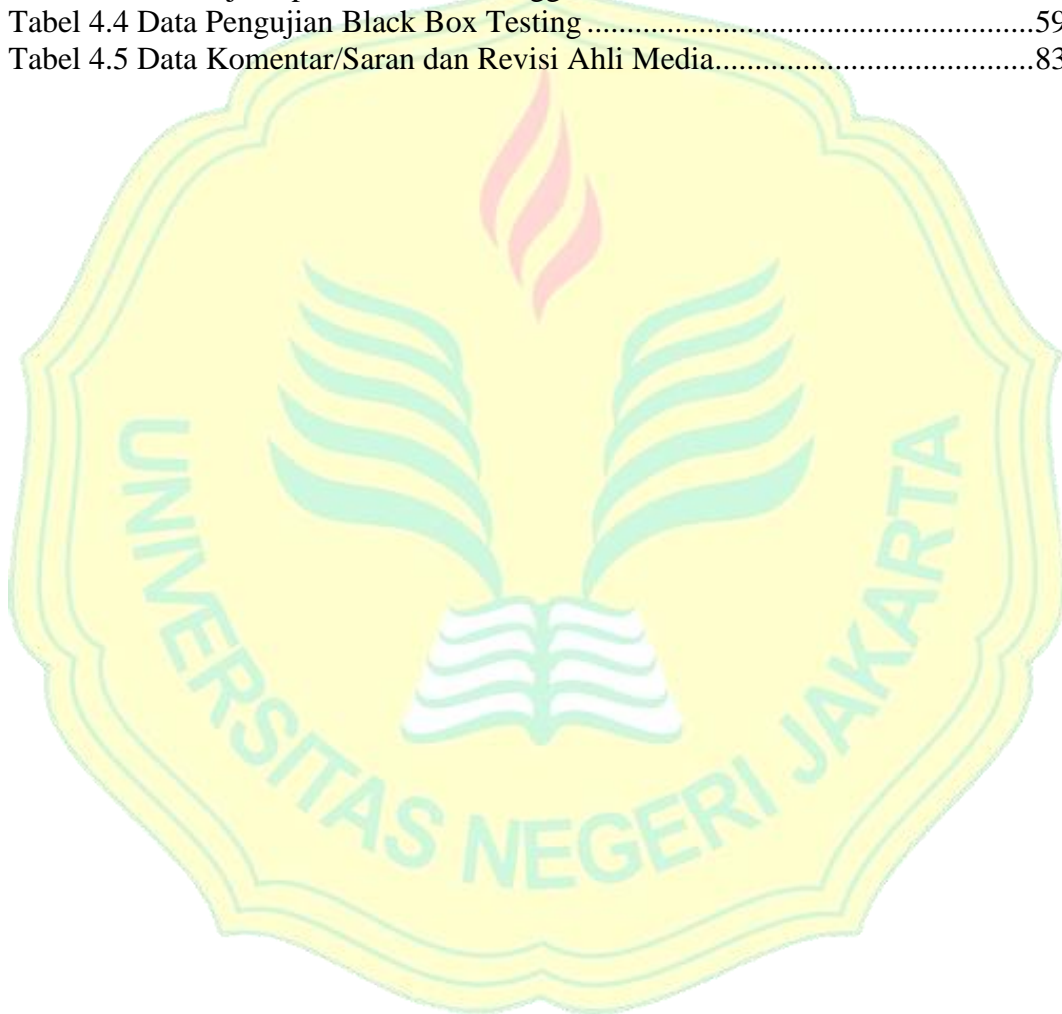 Tabel 4.4 Data Pengujian Black Box Testing ................................................59
Tabel 4.5 Data Komentar/Saran dan Revisi Ahli Media..................................83
UNIVERSITAS NEGERI JAKARTA